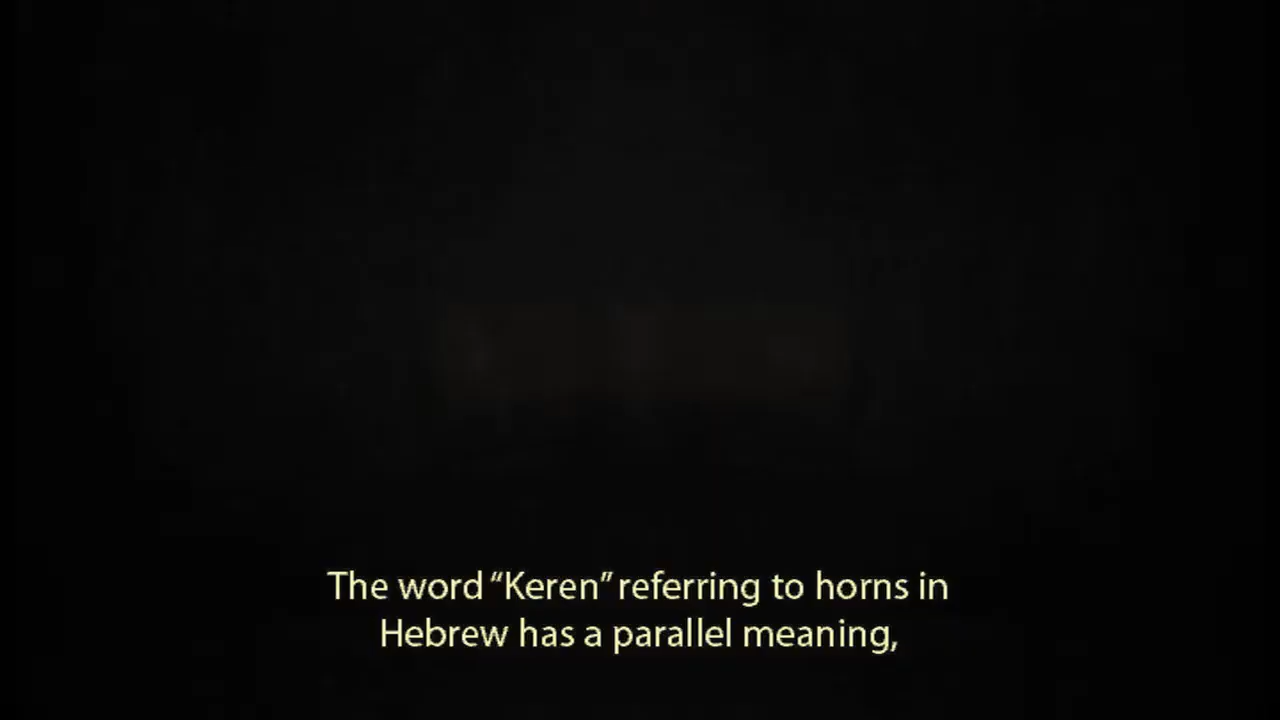 The word “Keren” referring to horns in
Hebrew has a parallel meaning,